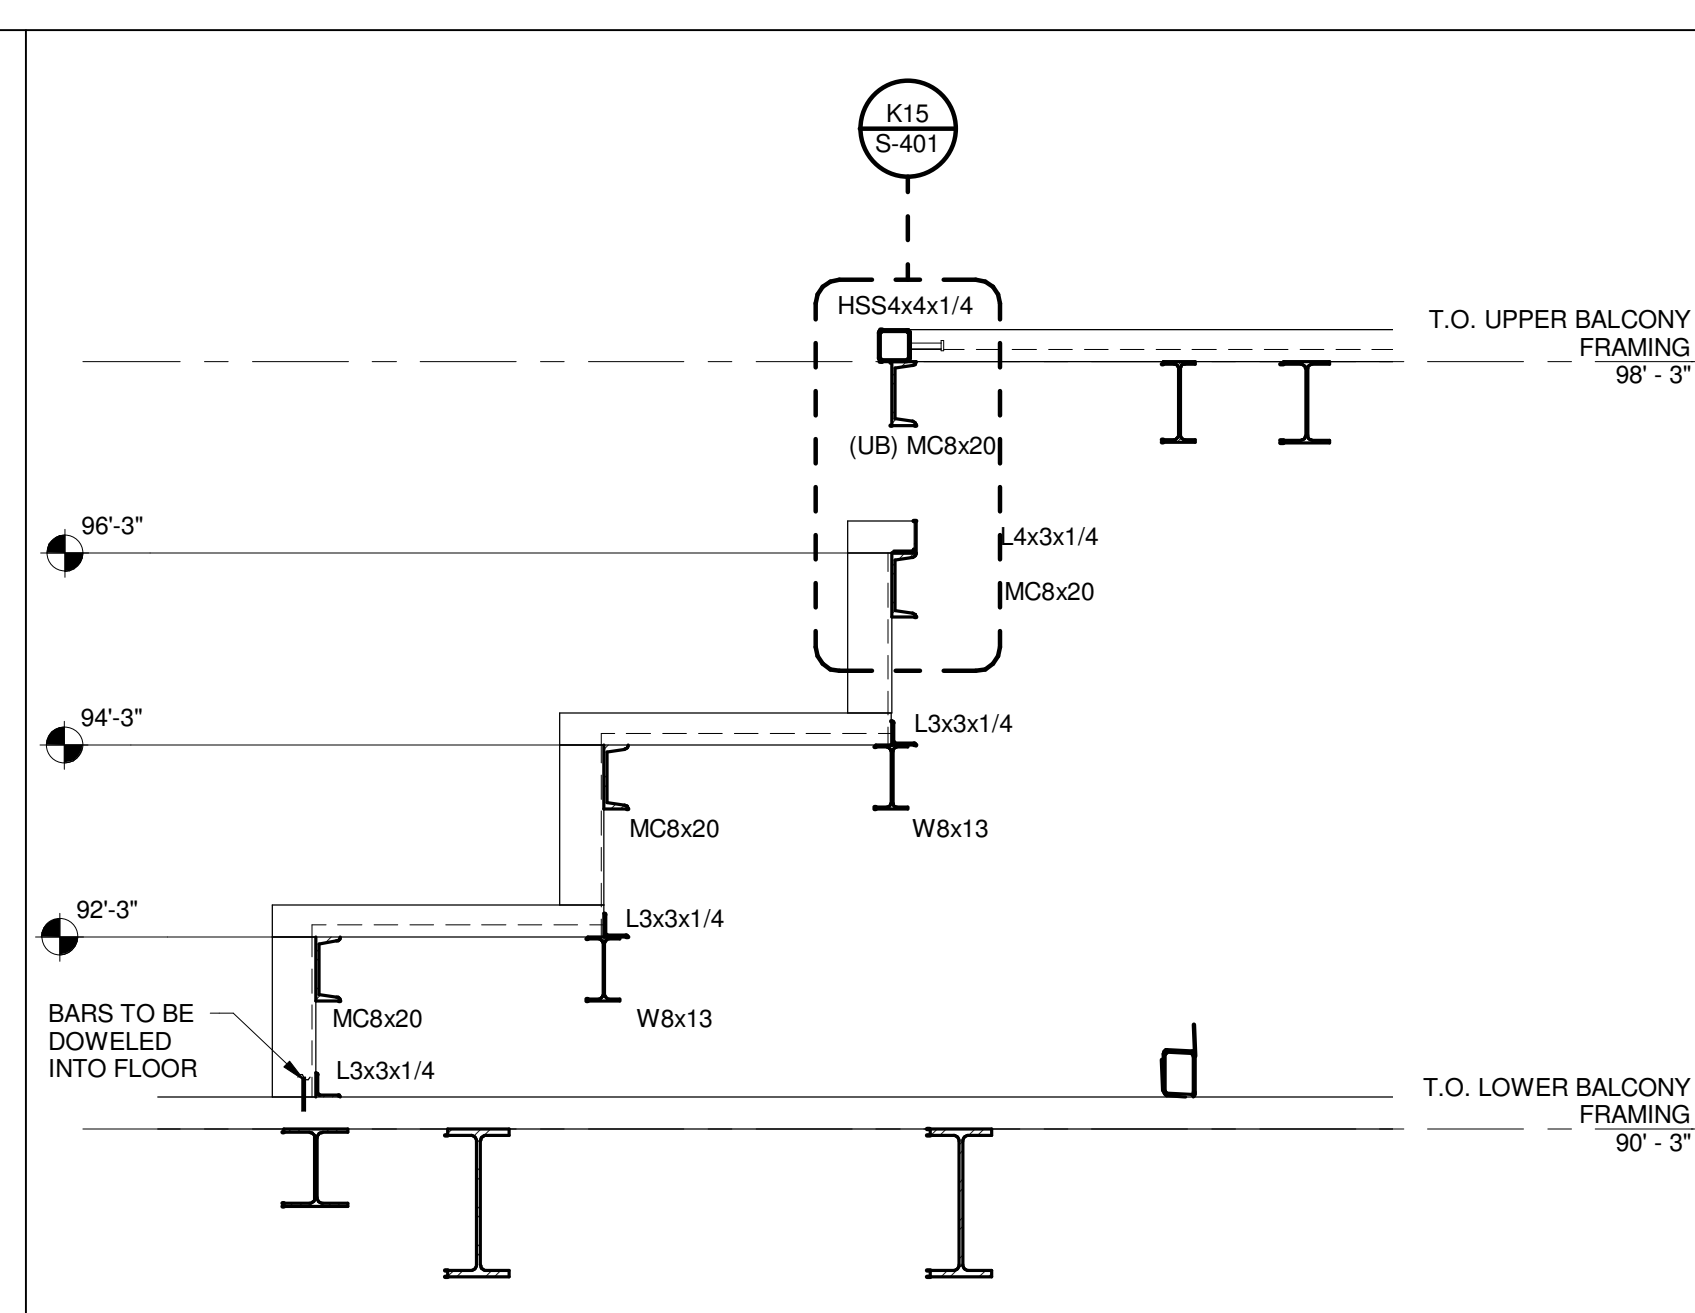 K15
S-401
HSS4x4x1/4
T.O. UPPER BALCONY
FRAMING
98' - 3"
(UB) MC8x20
96'-3"
L4x3x1/4
MC8x20
94'-3"
L3x3x1/4
MC8x20
W8x13
92'-3"
L3x3x1/4
BARS TO BE
DOWELED
INTO FLOOR
MC8x20
W8x13
L3x3x1/4
T.O. LOWER BALCONY
FRAMING
90' - 3"